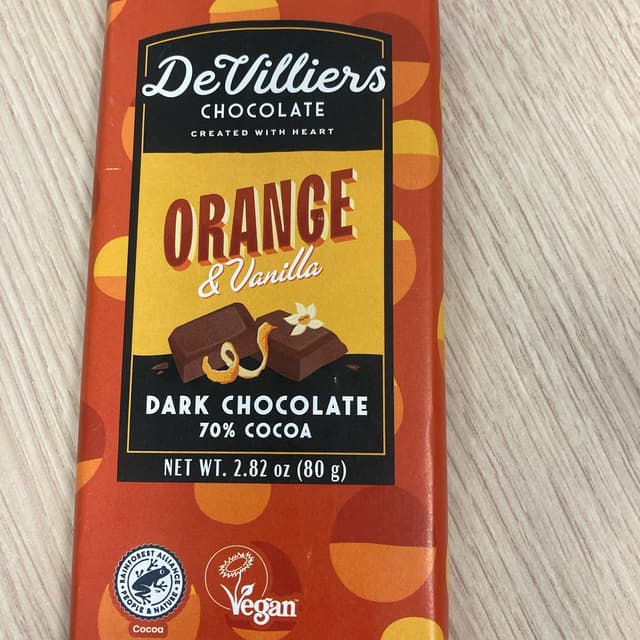 DeVilliers
CHOCOLATE
CREATED WITH HEART
ORANGE
& Vanilla
DARK CHOCOLATE
70% COCOA
NET WT. 2.82 oz (80 g)
RAINFOREST ALLIANCE
PEOPLE & NATURE
Cocoa
Vegan